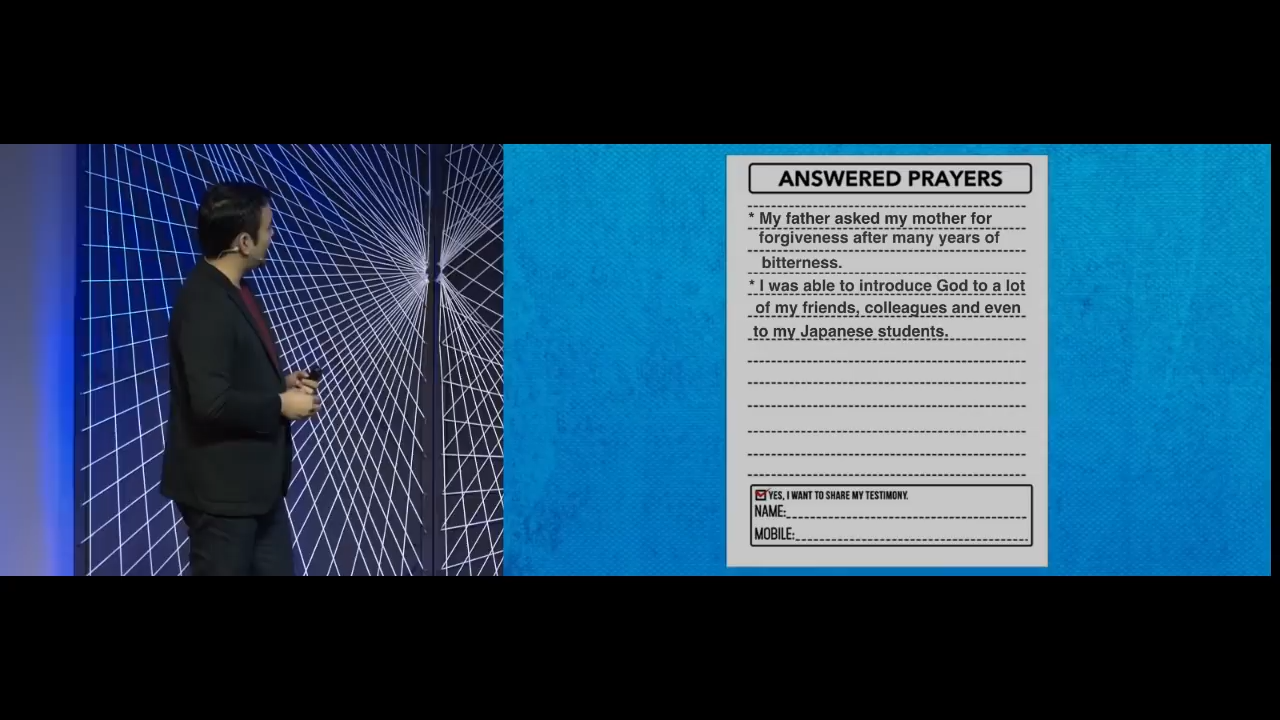 ANSWERED PRAYERS
* My father asked my mother for
forgiveness after many years of
bitterness.
* I was able to introduce God to a lot
of my friends, colleagues and even
to my Japanese students.
YES, I WANT TO SHARE MY TESTIMONY.
NAME:
MOBILE: